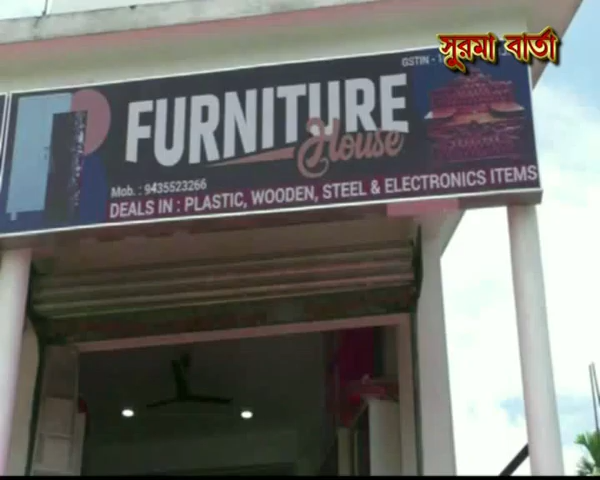 সুরমা বার্তা
GSTIN -
FURNITURE
House
Mob. : 9435523266
DEALS IN : PLASTIC, WOODEN, STEEL & ELECTRONICS ITEMS